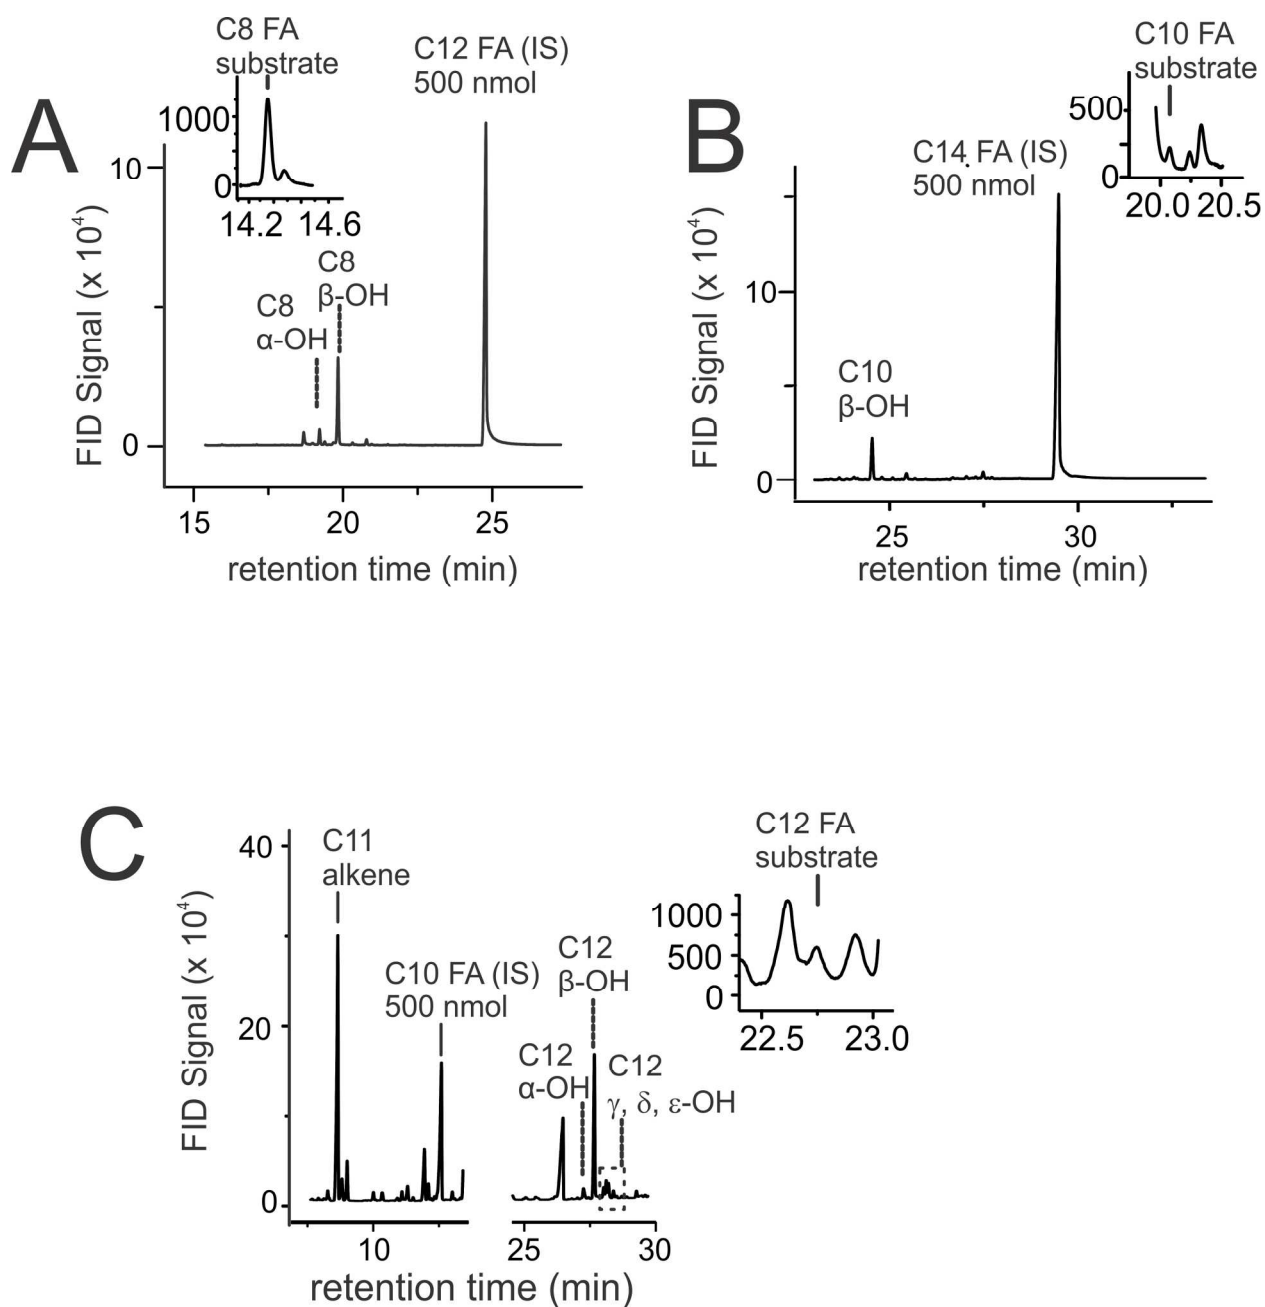 A
C8 FA
substrate
1000
0
14.2 14.6
C12 FA (IS)
500 nmol
10
0
C8
α-OH
C8
β-OH
FID Signal (x 10⁴)
15 20 25
retention time (min)
B
C10 FA
substrate
500
0
20.0 20.5
C14 FA (IS)
500 nmol
10
0
C10
β-OH
FID Signal (x 10⁴)
25 30
retention time (min)
C
40
20
0
C11
alkene
C10 FA (IS)
500 nmol
C12
α-OH
C12
β-OH
C12
γ, δ, ε-OH
C12 FA
substrate
1000
500
0
22.5 23.0
FID Signal (x 10⁴)
10 25 30
retention time (min)